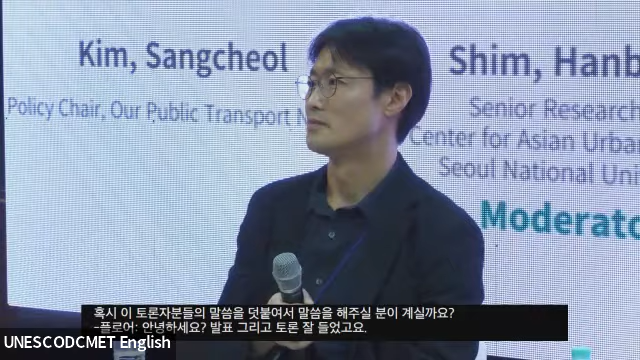 Kim, Sangcheol
Policy Chair, Our Public Transport
Shim, Hanb
Senior Research
Center for Asian Urba
Seoul National Uni
Moderato
혹시 이 토론자분들의 말씀을 덧붙여서 말씀을 해주실 분이 계실까요?
-플로어: 안녕하세요? 발표 그리고 토론 잘 들었고요.
UNESCODCMET English